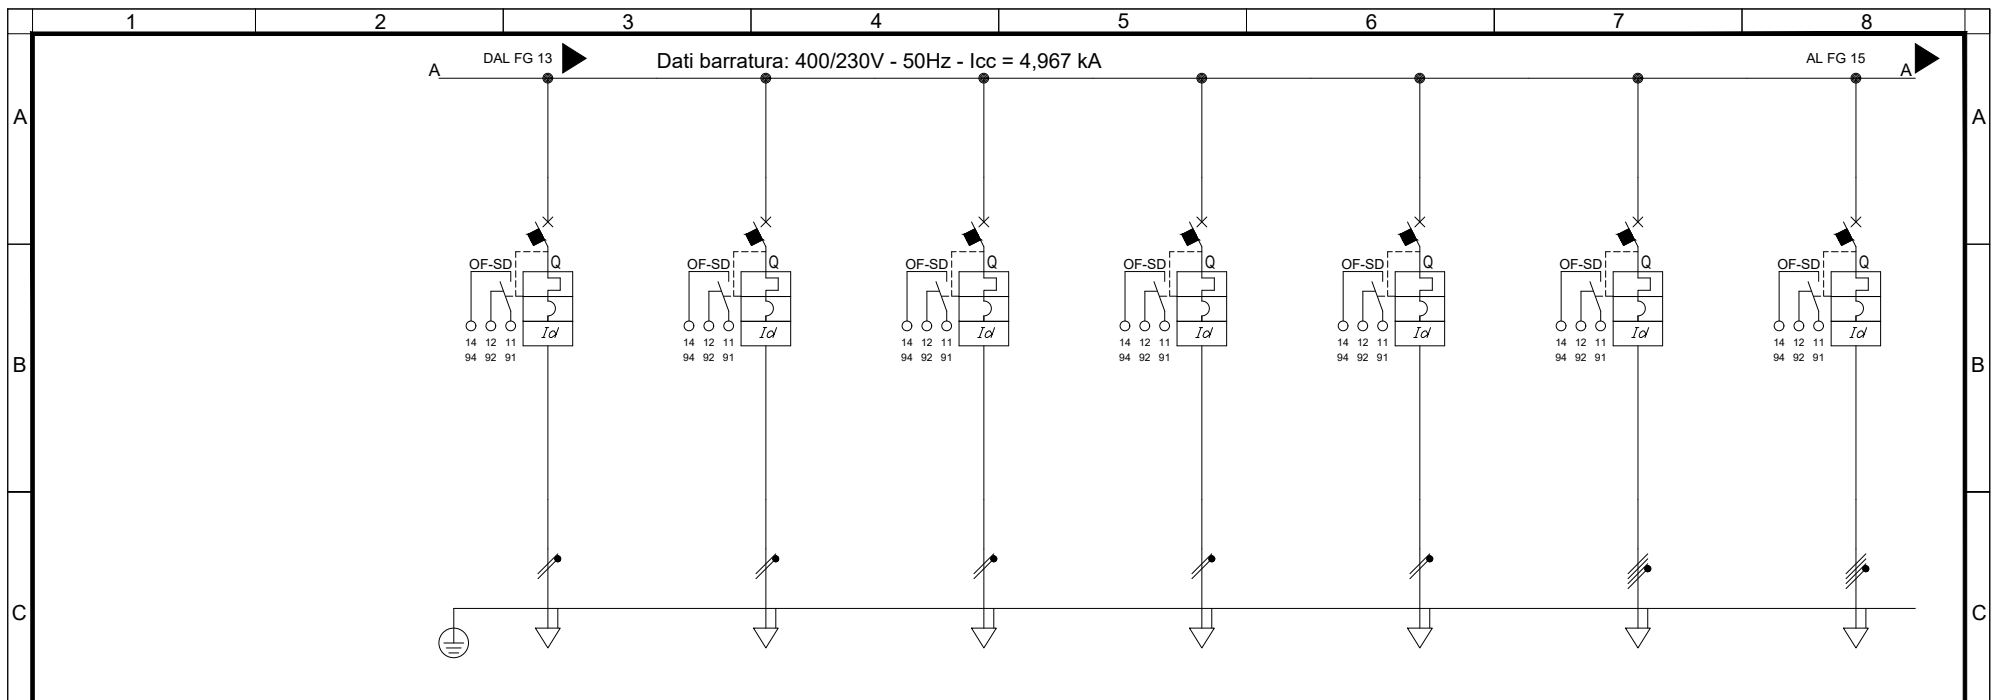 1 2 3 4 5 6 7 8
DAL FG 13 Dati barratura: 400/230V - 50Hz - Icc = 4,967 kA AL FG 15
A A
A A
Q Q Q Q Q Q Q
OF-SD OF-SD OF-SD OF-SD OF-SD OF-SD OF-SD
Id Id Id Id Id Id Id
14 12 11 14 12 11 14 12 11 14 12 11 14 12 11 14 12 11 14 12 11
94 92 91 94 92 91 94 92 91 94 92 91 94 92 91 94 92 91 94 92 91
B B
C C